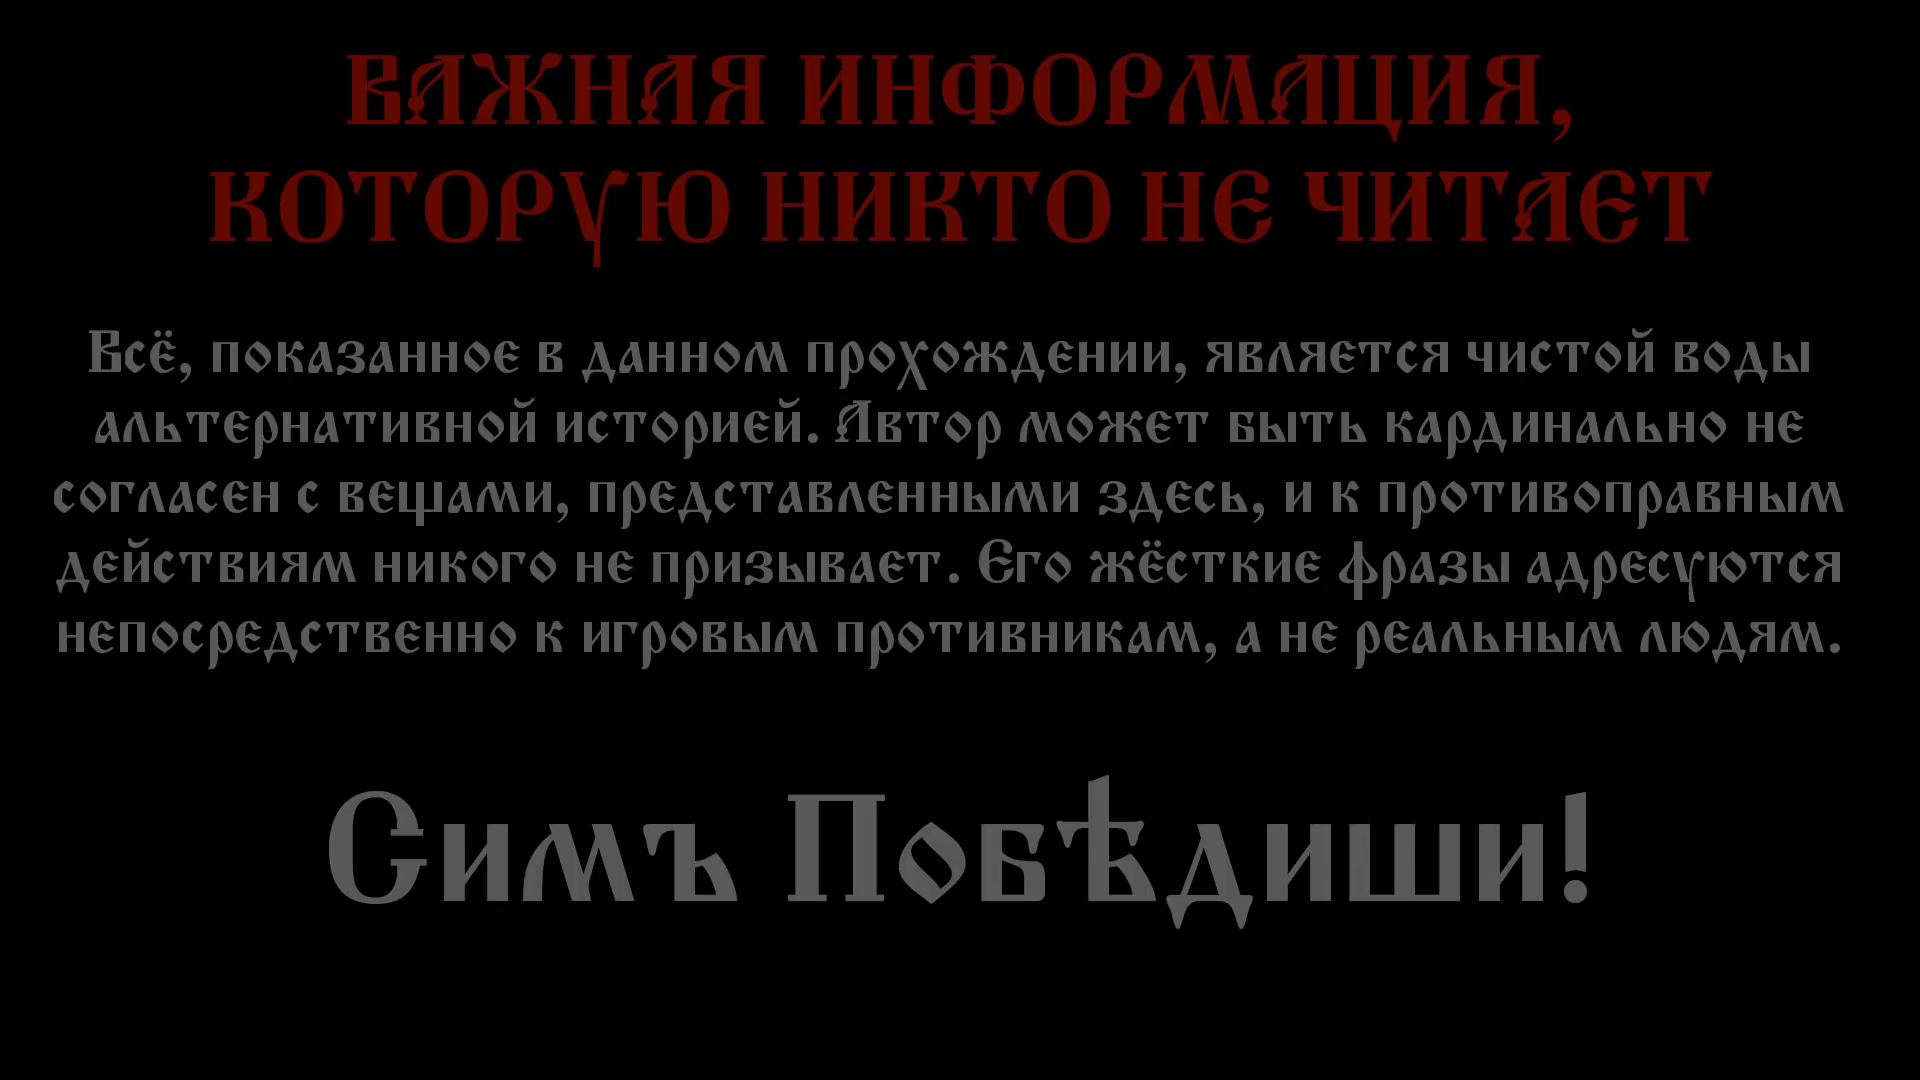 ВАЖНАЯ ИНФОРМАЦИЯ,
КОТОРУЮ НИКТО НЕ ЧИТАЕТ
Всё, показанное в данном прохождении, является чистой воды
альтернативной историей. Автор может быть кардинально не
согласен с вещами, представленными здесь, и к противоправным
действиям никого не призывает. Его жёсткие фразы адресуются
непосредственно к игровым противникам, а не реальным людям.
Симъ Побѣдиши!